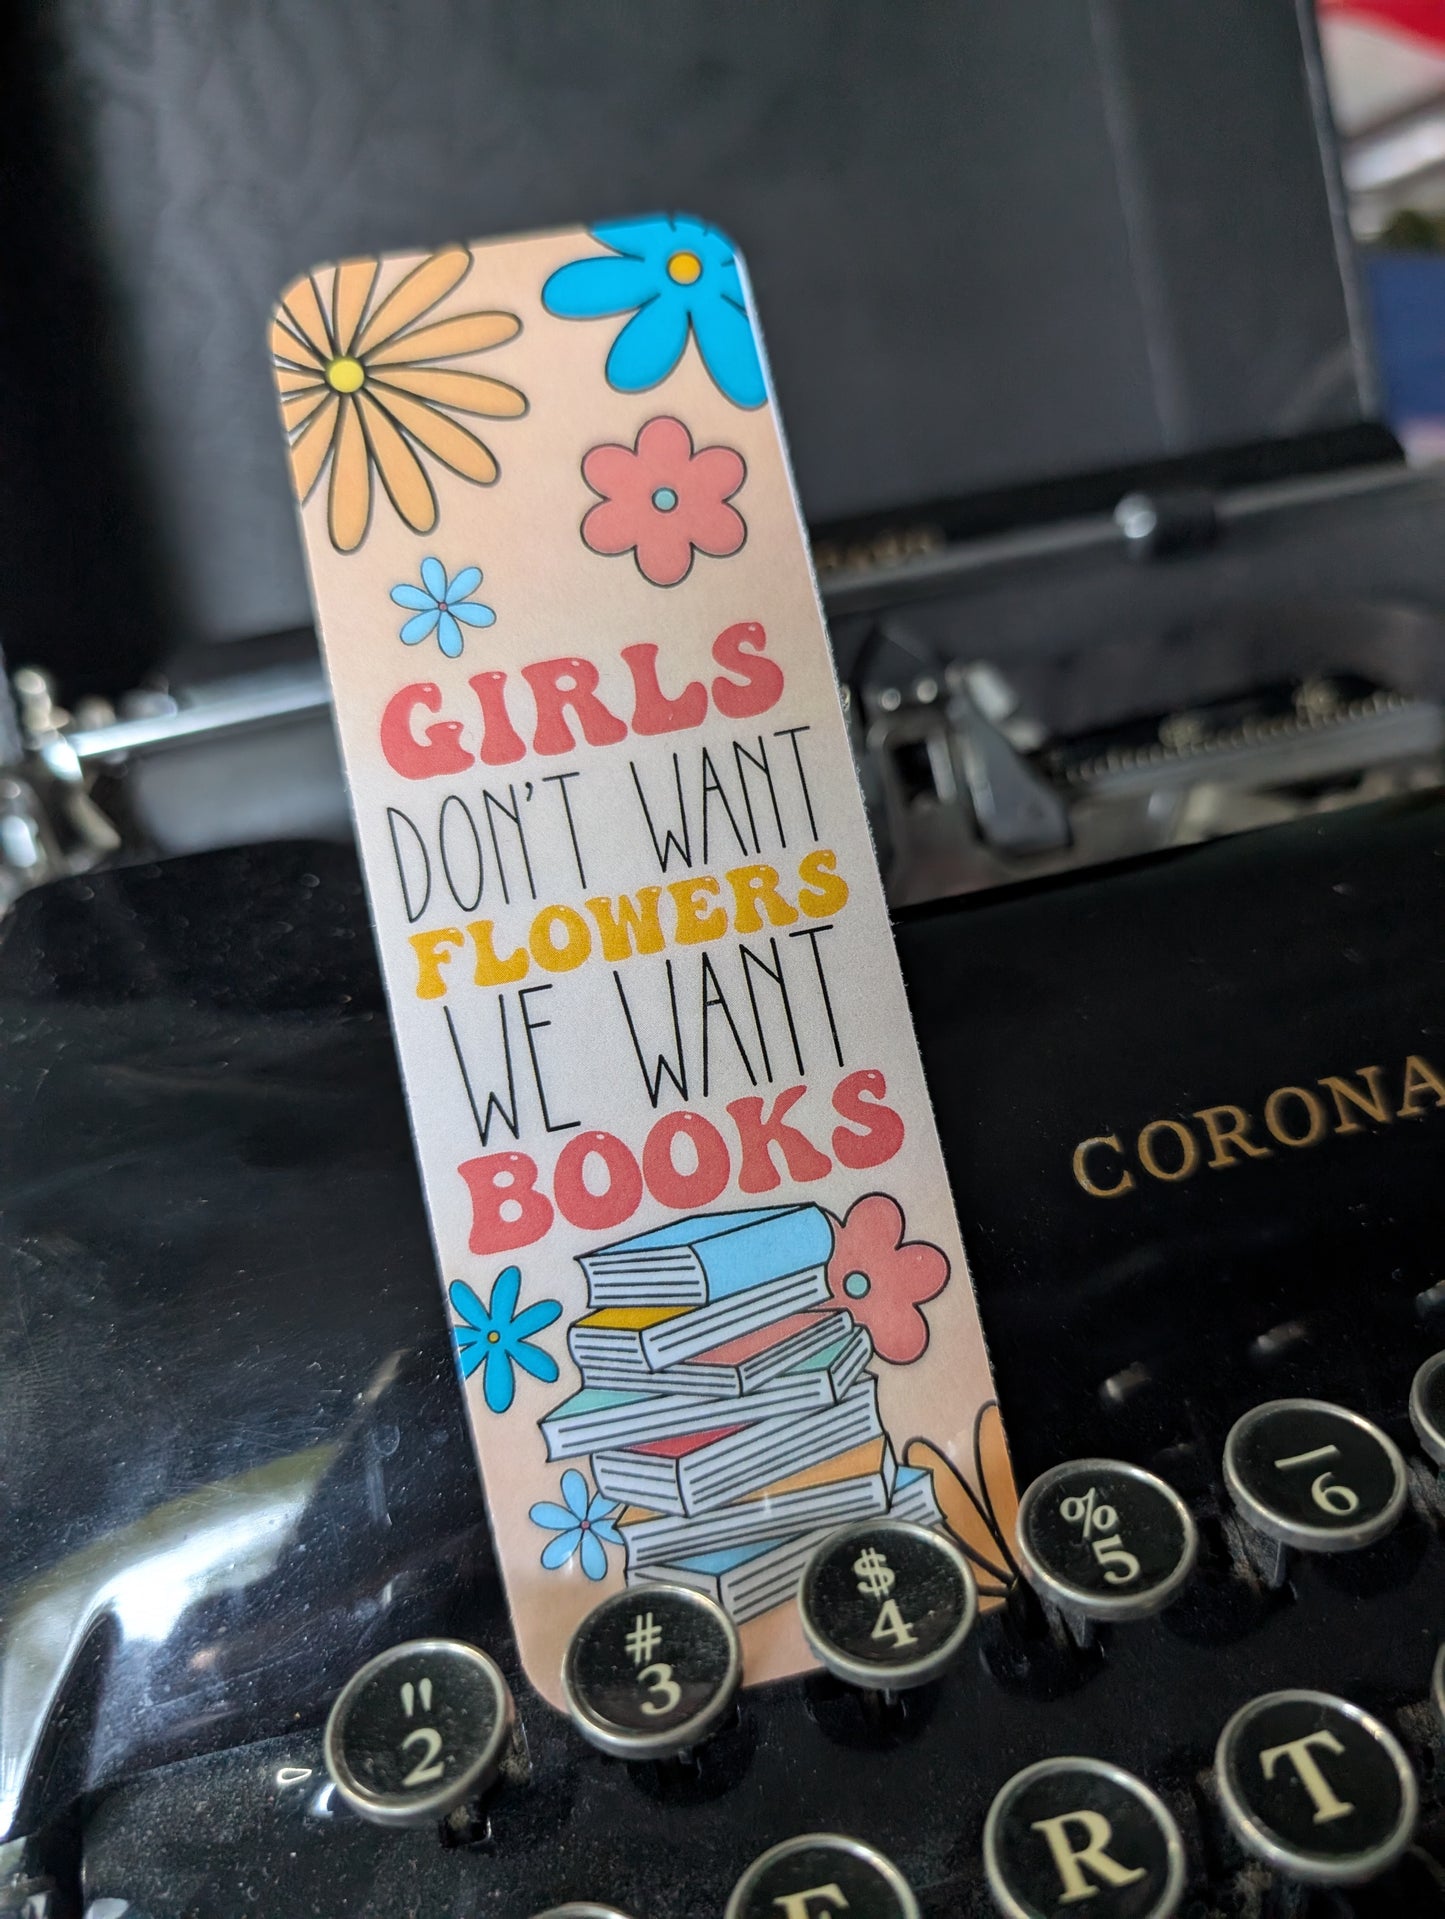 GIRLS
DON'T WANT
FLOWERS
WE WANT
BOOKS
CORONA
" 2
# 3
$ 4
% 5
_ 6
R
T